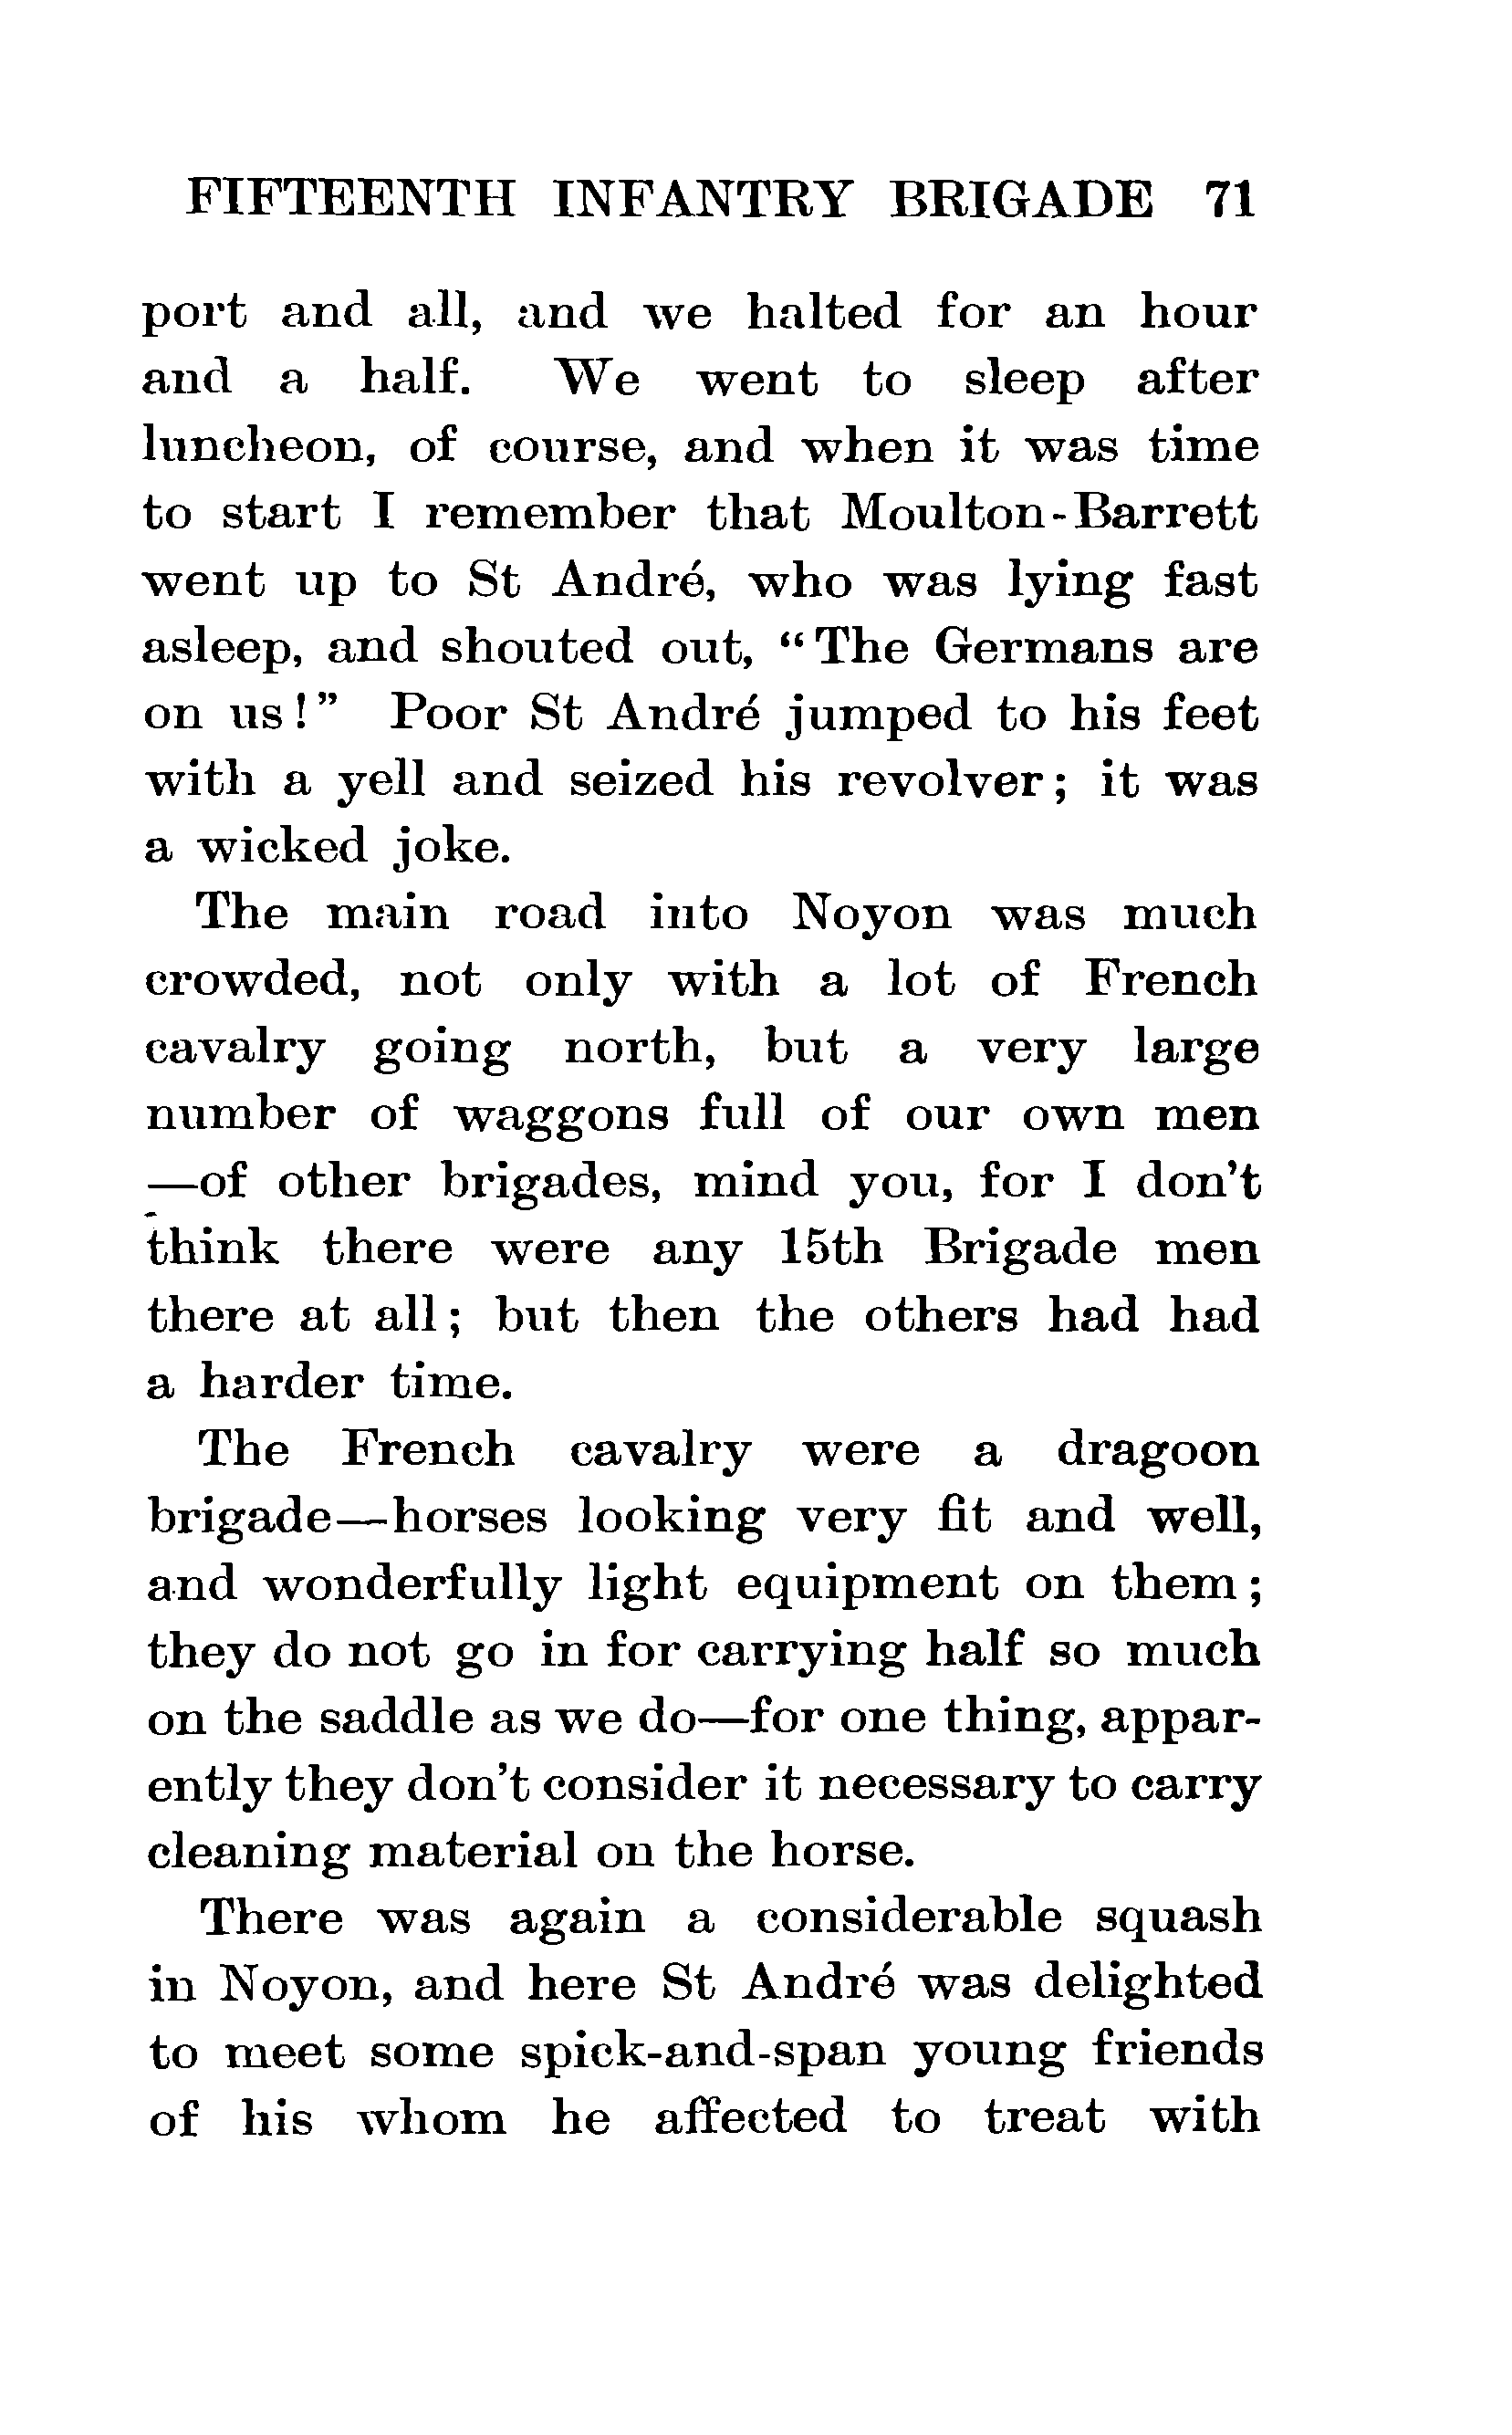 FIFTEENTH INFANTRY BRIGADE 71
port and all, and we halted for an hour
and a half. We went to sleep after
luncheon, of course, and when it was time
to start I remember that Moulton-Barrett
went up to St André, who was lying fast
asleep, and shouted out, “The Germans are
on us!” Poor St André jumped to his feet
with a yell and seized his revolver; it was
a wicked joke.
The main road into Noyon was much
crowded, not only with a lot of French
cavalry going north, but a very large
number of waggons full of our own men
—of other brigades, mind you, for I don’t
think there were any 15th Brigade men
there at all; but then the others had had
a harder time.
The French cavalry were a dragoon
brigade—horses looking very fit and well,
and wonderfully light equipment on them;
they do not go in for carrying half so much
on the saddle as we do—for one thing, appar-
ently they don’t consider it necessary to carry
cleaning material on the horse.
There was again a considerable squash
in Noyon, and here St André was delighted
to meet some spick-and-span young friends
of his whom he affected to treat with